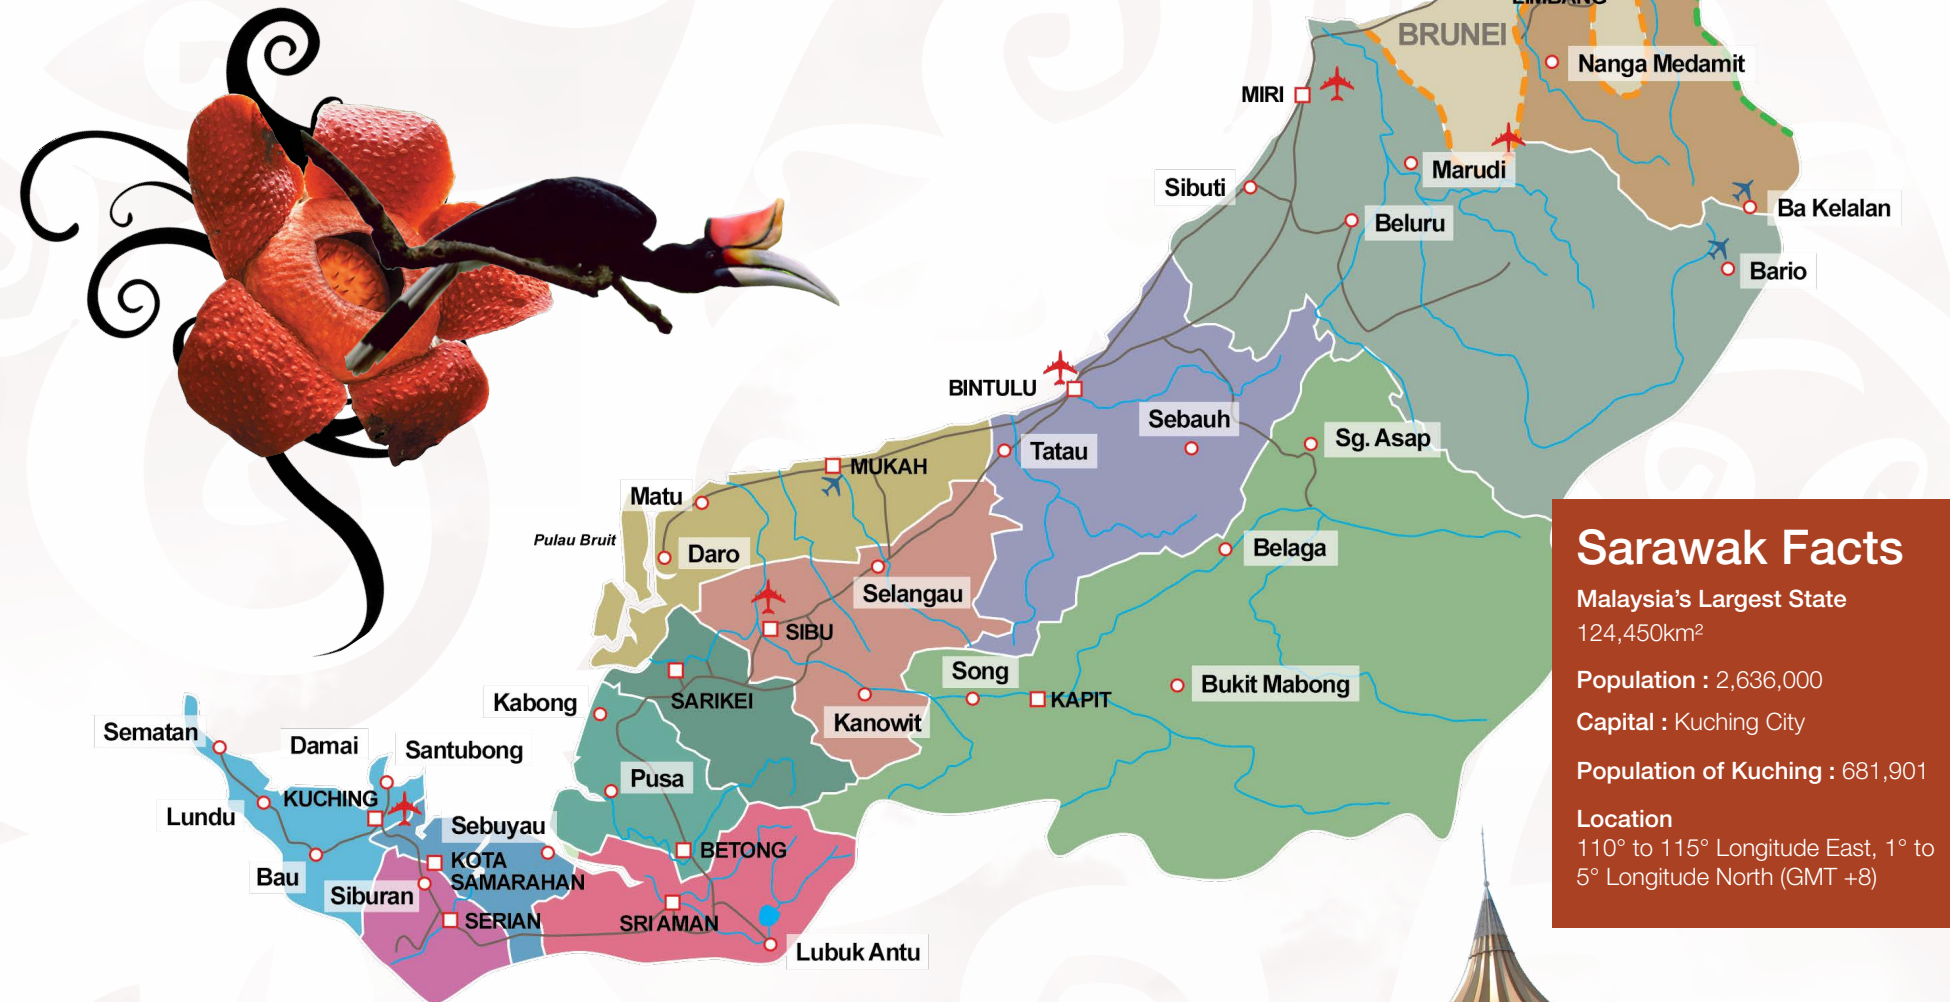 LIMBANG
BRUNEI
Nanga Medamit
MIRI
Marudi
Sibuti
Ba Kelalan
Beluru
Bario
BINTULU
Sebauh
Sg. Asap
Tatau
MUKAH
Matu
Pulau Bruit
Daro
Belaga
Selangau
SIBU
Song
Bukit Mabong
KAPIT
SARIKEI
Kabong
Kanowit
Sematan
Damai
Santubong
Pusa
KUCHING
Lundu
Sebuyau
BETONG
KOTA
SAMARAHAN
Bau
Siburan
SERIAN
SRI AMAN
Lubuk Antu
Sarawak Facts
Malaysia's Largest State
124,450km²
Population : 2,636,000
Capital : Kuching City
Population of Kuching : 681,901
Location
110° to 115° Longitude East, 1° to
5° Longitude North (GMT +8)